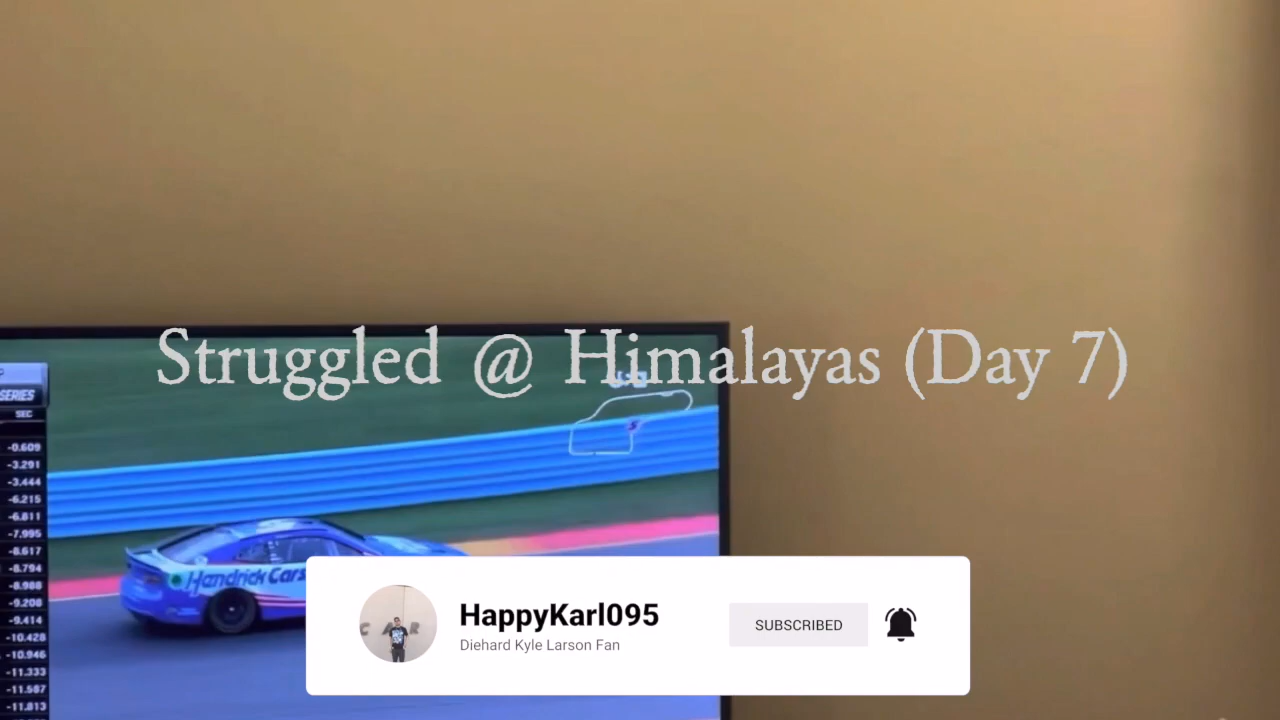 Struggled @ Himalayas (Day 7)
SERIES
SEC
-0.609
-3.291
-3.444
-6.215
-6.811
-7.995
-8.617
-8.794
-8.988
-9.208
-9.414
-10.428
-10.946
-11.333
-11.587
-11.813
Hendrick Cars
5
HappyKarl095
Diehard Kyle Larson Fan
SUBSCRIBED